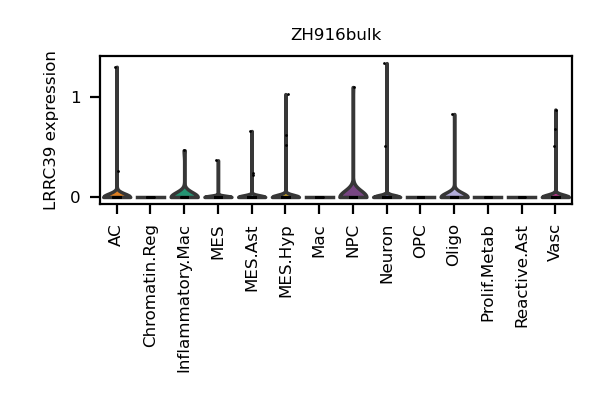 ZH916bulk
LRRC39 expression
1
0
AC
Chromatin.Reg
Inflammatory.Mac
MES
MES.Ast
MES.Hyp
Mac
NPC
Neuron
OPC
Oligo
Prolif.Metab
Reactive.Ast
Vasc